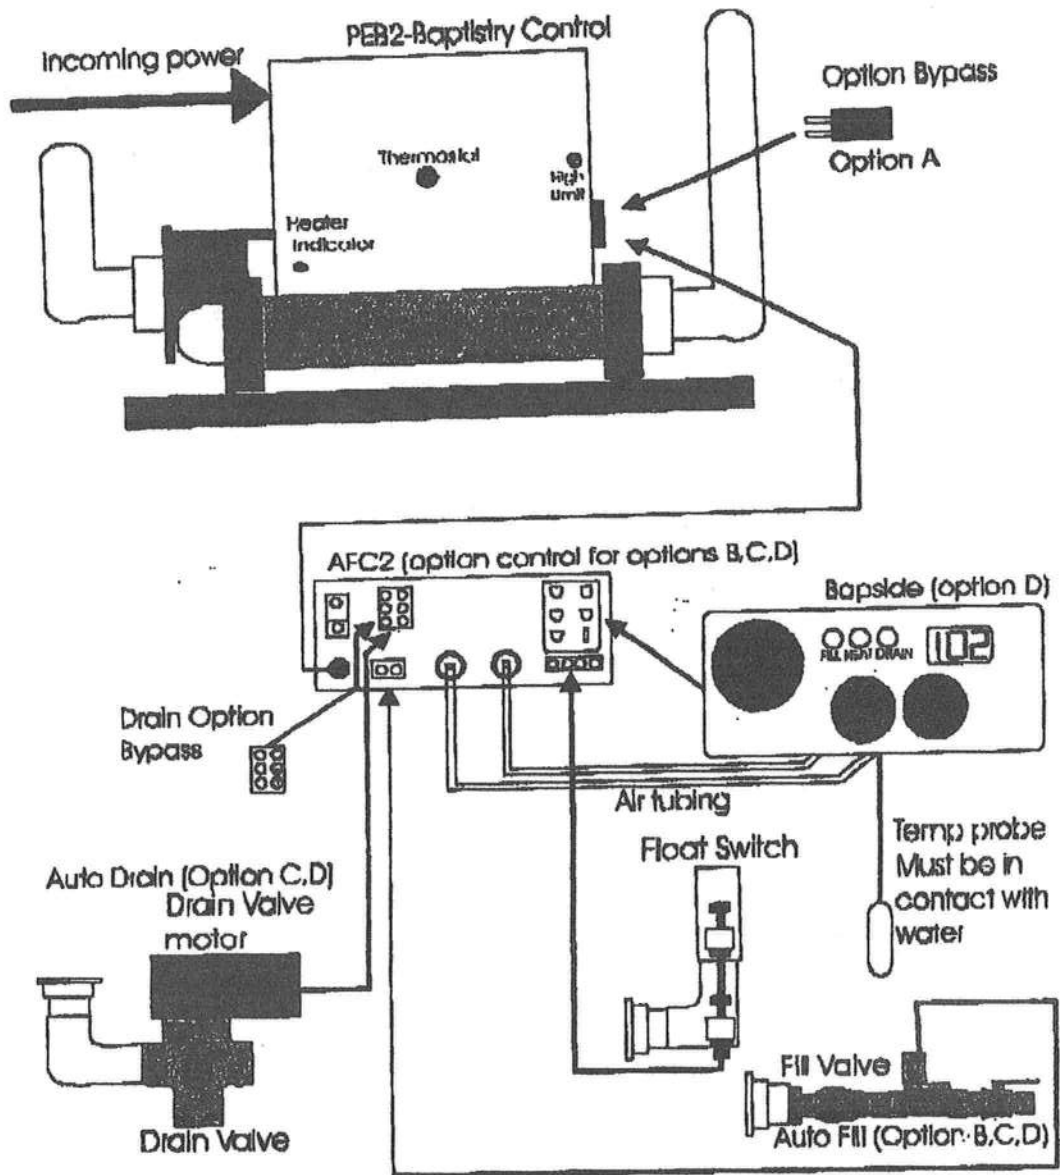 PEB2-Baptistry Control
Incoming power
Option Bypass
Option A
Thermostat
High
Limit
Heater
Indicator
AFC2 (option control for options B,C,D)
Bapside (option D)
FILL HEAT DRAIN
102
Drain Option
Bypass
Air tubing
Float Switch
Temp probe
Must be in
contact with
water
Auto Drain (Option C,D)
Drain Valve
motor
Fill Valve
Drain Valve
Auto Fill (Option B,C,D)